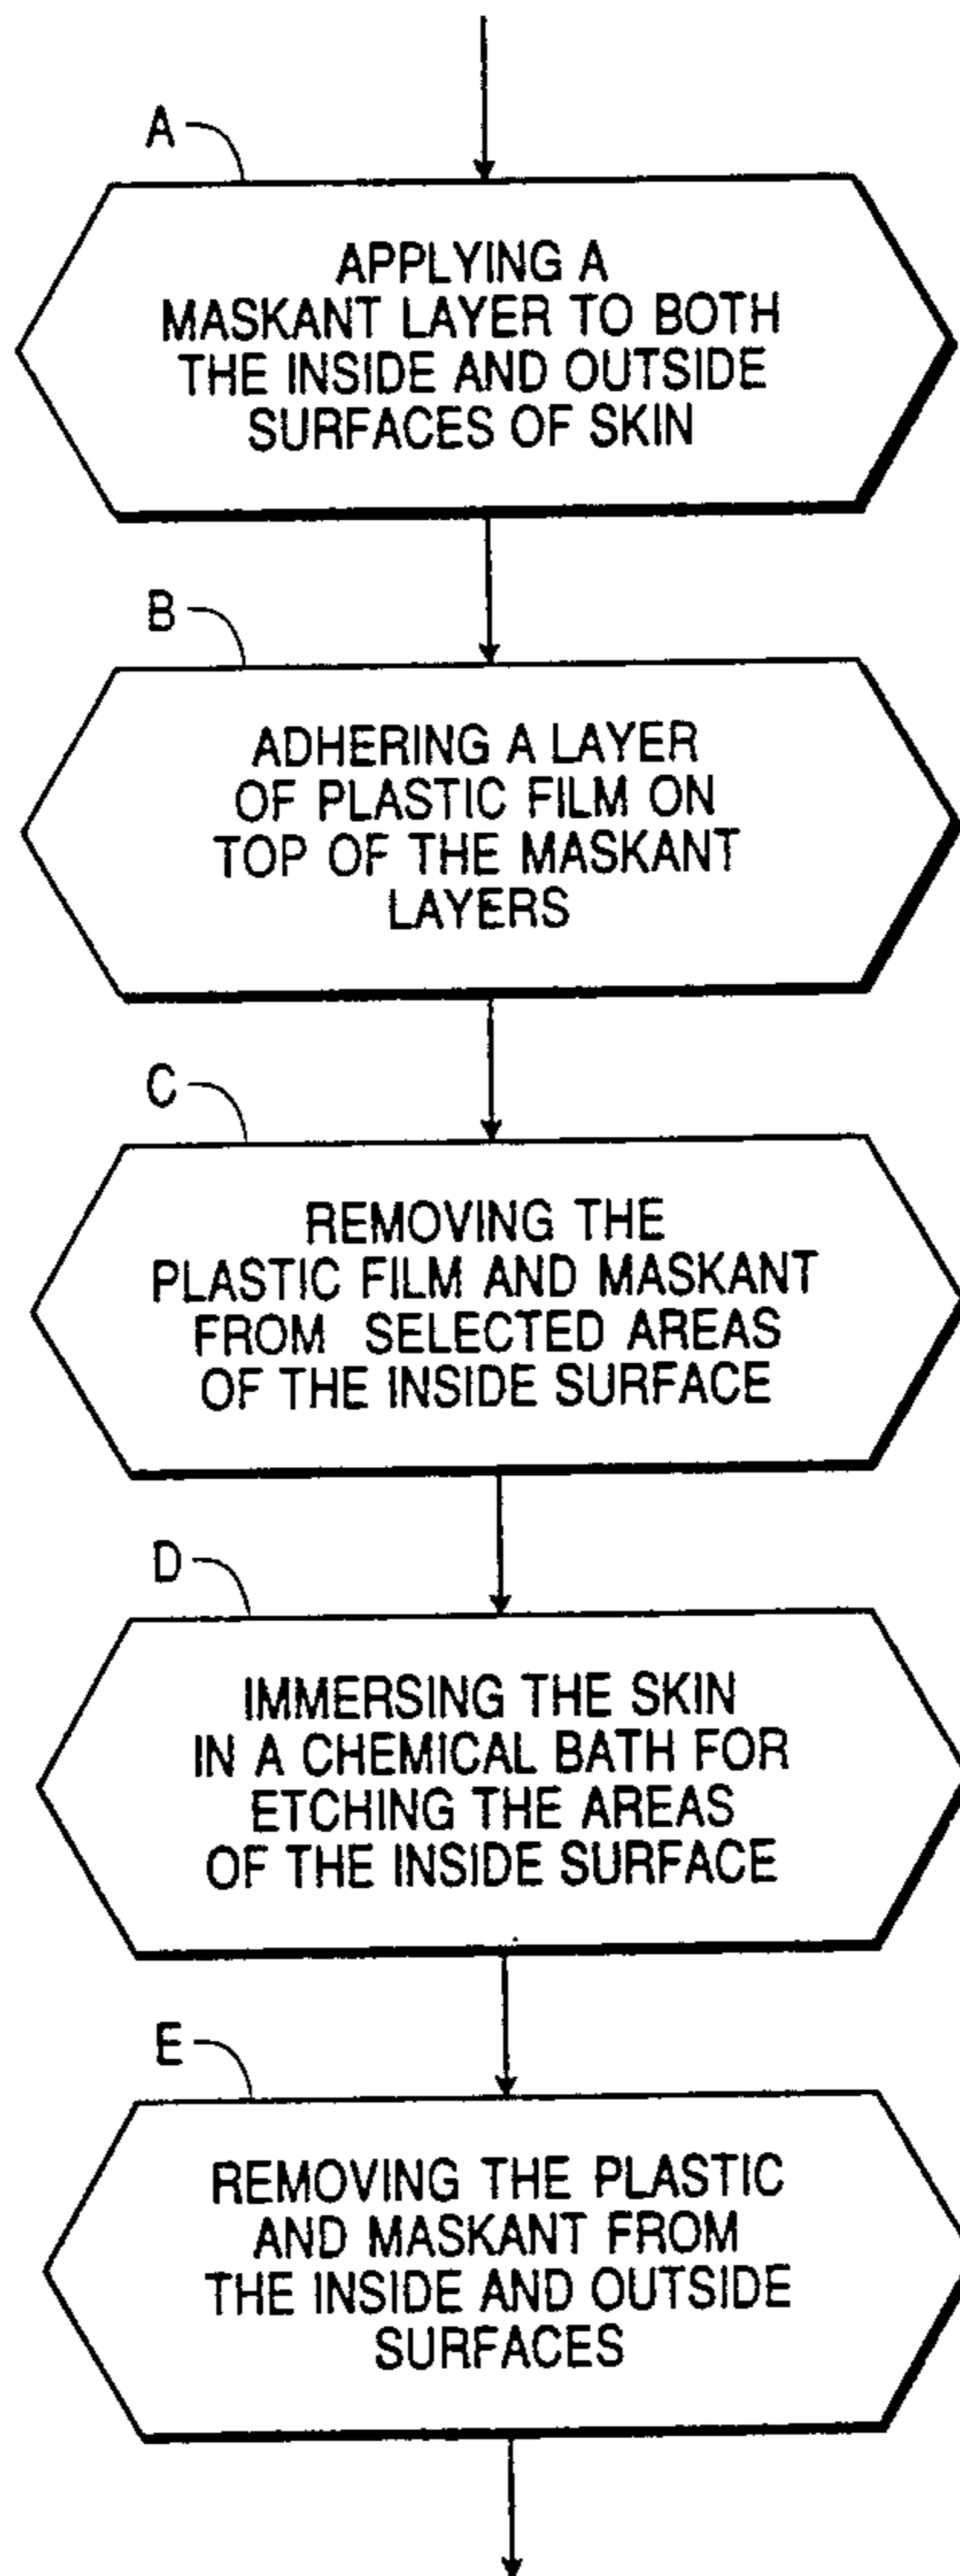 A
APPLYING A
MASKANT LAYER TO BOTH
THE INSIDE AND OUTSIDE
SURFACES OF SKIN
B
ADHERING A LAYER
OF PLASTIC FILM ON
TOP OF THE MASKANT
LAYERS
C
REMOVING THE
PLASTIC FILM AND MASKANT
FROM SELECTED AREAS
OF THE INSIDE SURFACE
D
IMMERSING THE SKIN
IN A CHEMICAL BATH FOR
ETCHING THE AREAS
OF THE INSIDE SURFACE
E
REMOVING THE PLASTIC
AND MASKANT FROM
THE INSIDE AND OUTSIDE
SURFACES